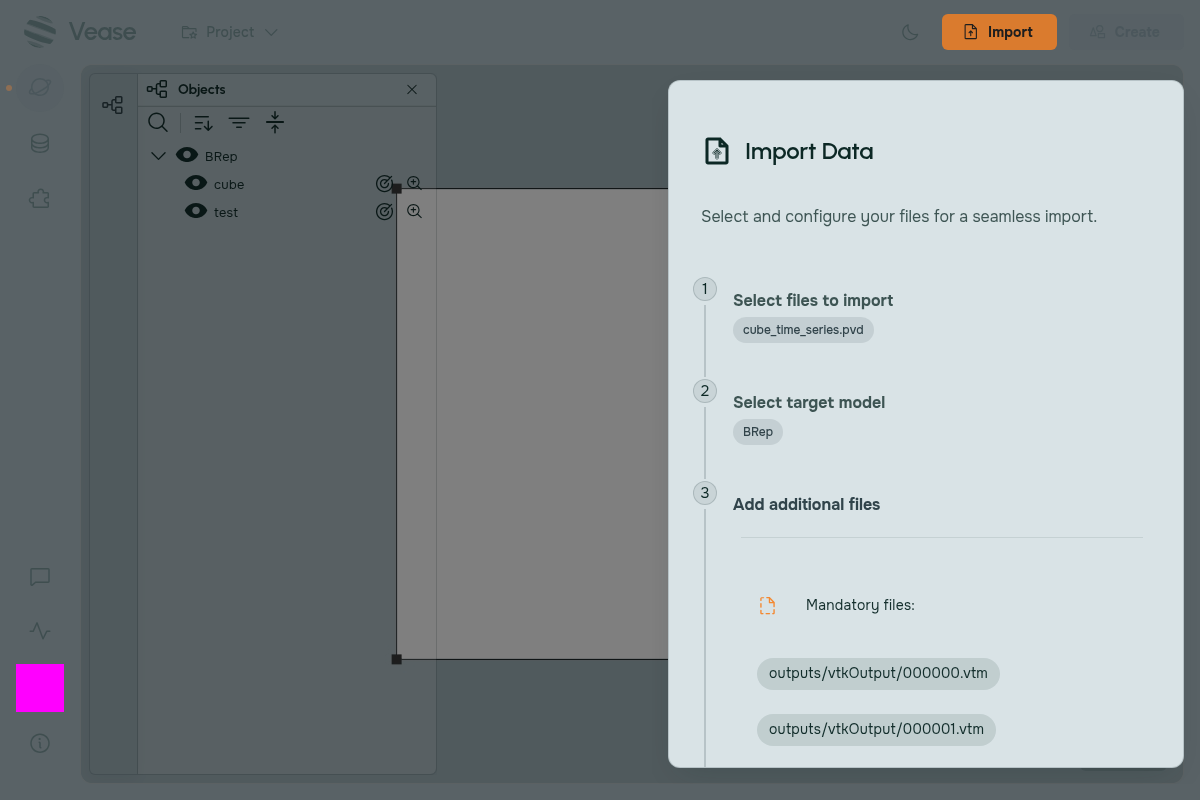 Vease
Project
Import
Create
Objects
BRep
cube
test
Import Data
Select and configure your files for a seamless import.
1
Select files to import
cube_time_series.pvd
2
Select target model
BRep
3
Add additional files
Mandatory files:
outputs/vtkOutput/000000.vtm
outputs/vtkOutput/000001.vtm